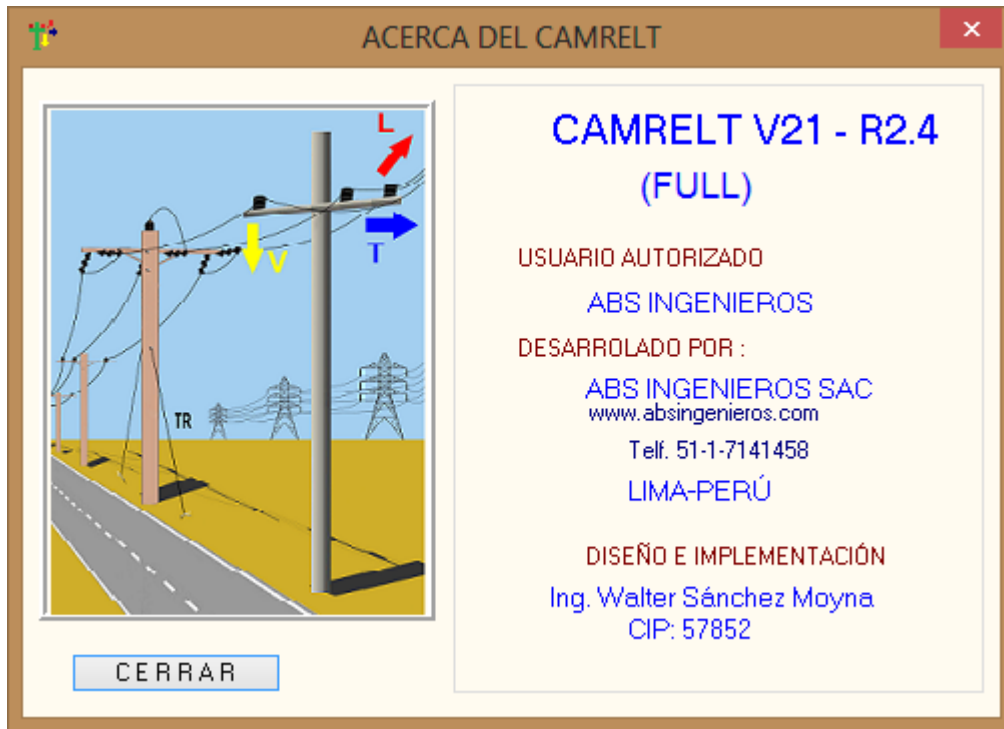 ACERCA DEL CAMRELT
L
V
T
TR
CERRAR
CAMRELT V21 - R2.4
(FULL)
USUARIO AUTORIZADO
ABS INGENIEROS
DESARROLADO POR :
ABS INGENIEROS SAC
www.absingenieros.com
Telf. 51-1-7141458
LIMA-PERÚ
DISEÑO E IMPLEMENTACIÓN
Ing. Walter Sánchez Moyna
CIP: 57852